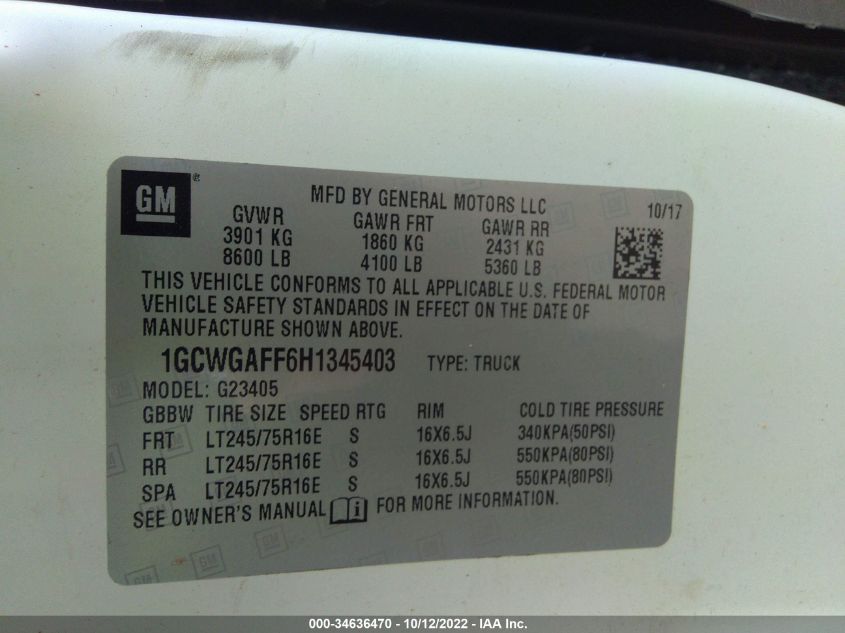 GM ®
MFD BY GENERAL MOTORS LLC 10/17
GVWR GAWR FRT GAWR RR
3901 KG 1860 KG 2431 KG
8600 LB 4100 LB 5360 LB
THIS VEHICLE CONFORMS TO ALL APPLICABLE U.S. FEDERAL MOTOR
VEHICLE SAFETY STANDARDS IN EFFECT ON THE DATE OF
MANUFACTURE SHOWN ABOVE.
1GCWGAFF6H1345403 TYPE: TRUCK
MODEL: G23405
GBBW TIRE SIZE SPEED RTG RIM COLD TIRE PRESSURE
FRT LT245/75R16E S 16X6.5J 340KPA(50PSI)
RR LT245/75R16E S 16X6.5J 550KPA(80PSI)
SPA LT245/75R16E S 16X6.5J 550KPA(80PSI)
SEE OWNER'S MANUAL i FOR MORE INFORMATION.
000-34636470 - 10/12/2022 - IAA Inc.